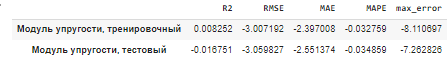 R2 RMSE MAE MAPE max_error
Модуль упругости, тренировочный 0.008252 -3.007192 -2.397008 -0.032759 -8.110697
Модуль упругости, тестовый -0.016751 -3.059827 -2.551374 -0.034859 -7.262826